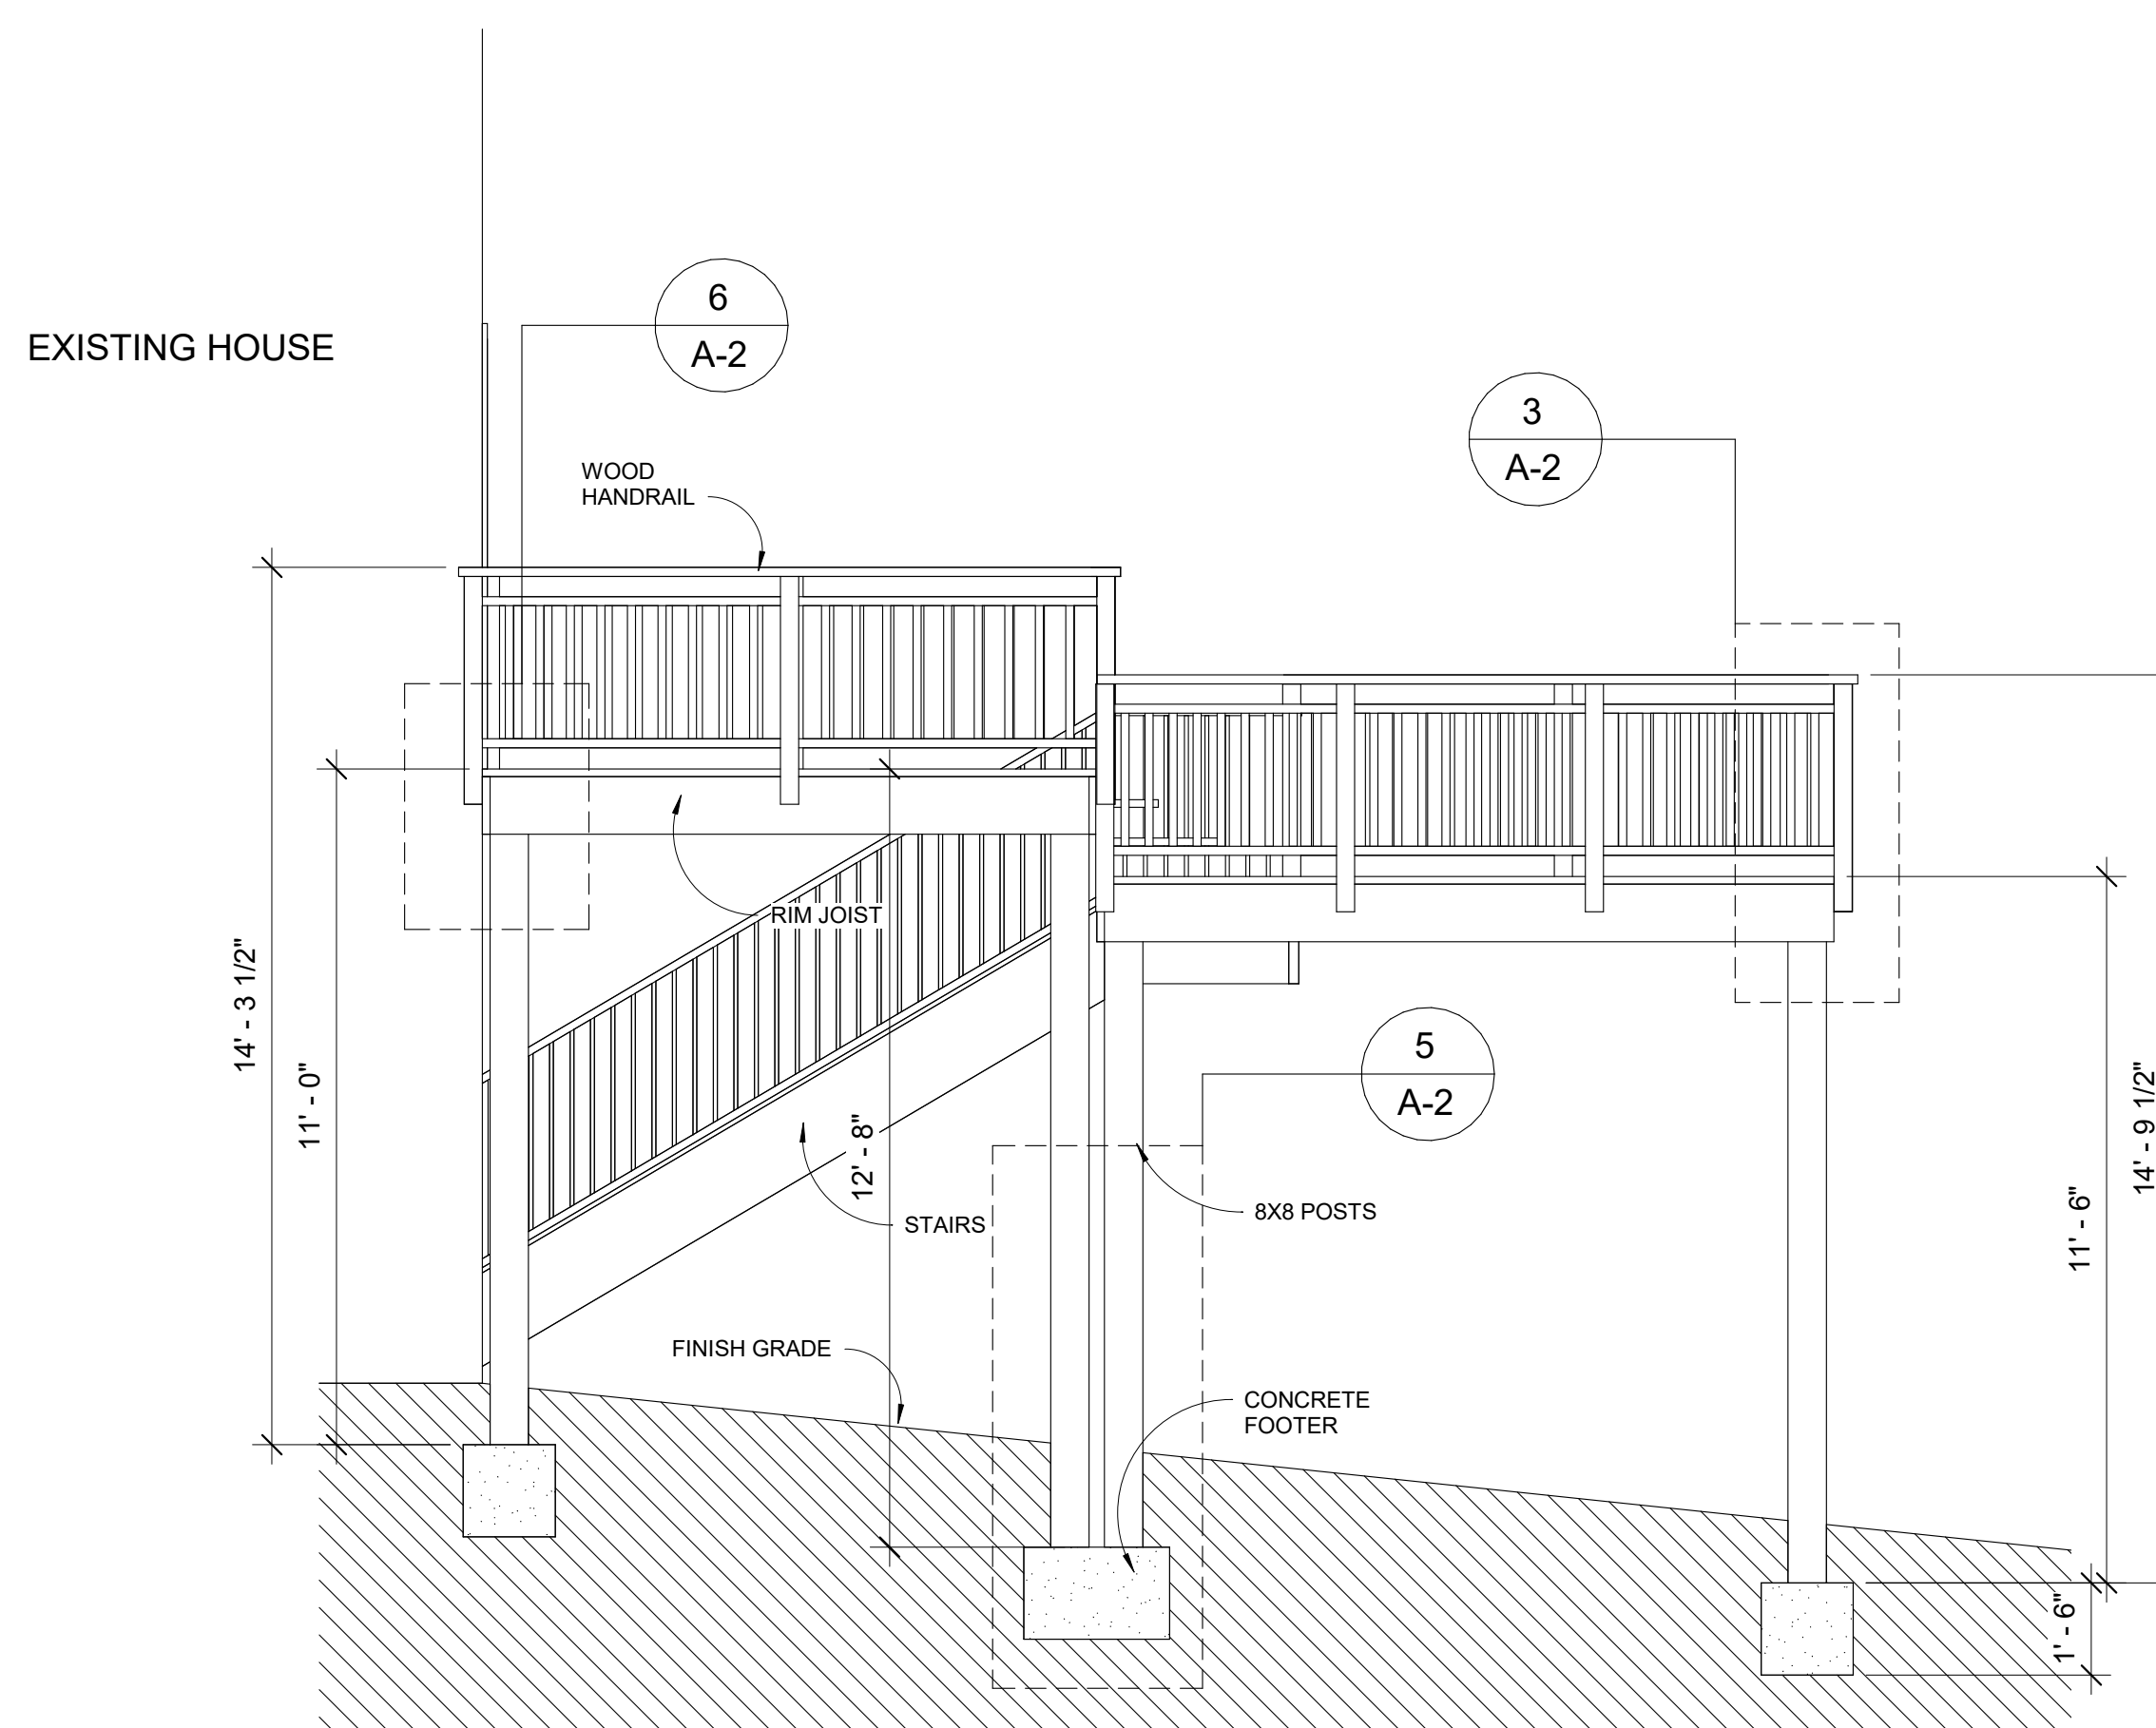 6
A-2
EXISTING HOUSE
3
A-2
WOOD
HANDRAIL
RIM JOIST
14' - 3 1/2"
11' - 0"
5
A-2
12' - 8"
14' - 9 1/2"
11' - 6"
8X8 POSTS
STAIRS
FINISH GRADE
CONCRETE
FOOTER
1' - 6"